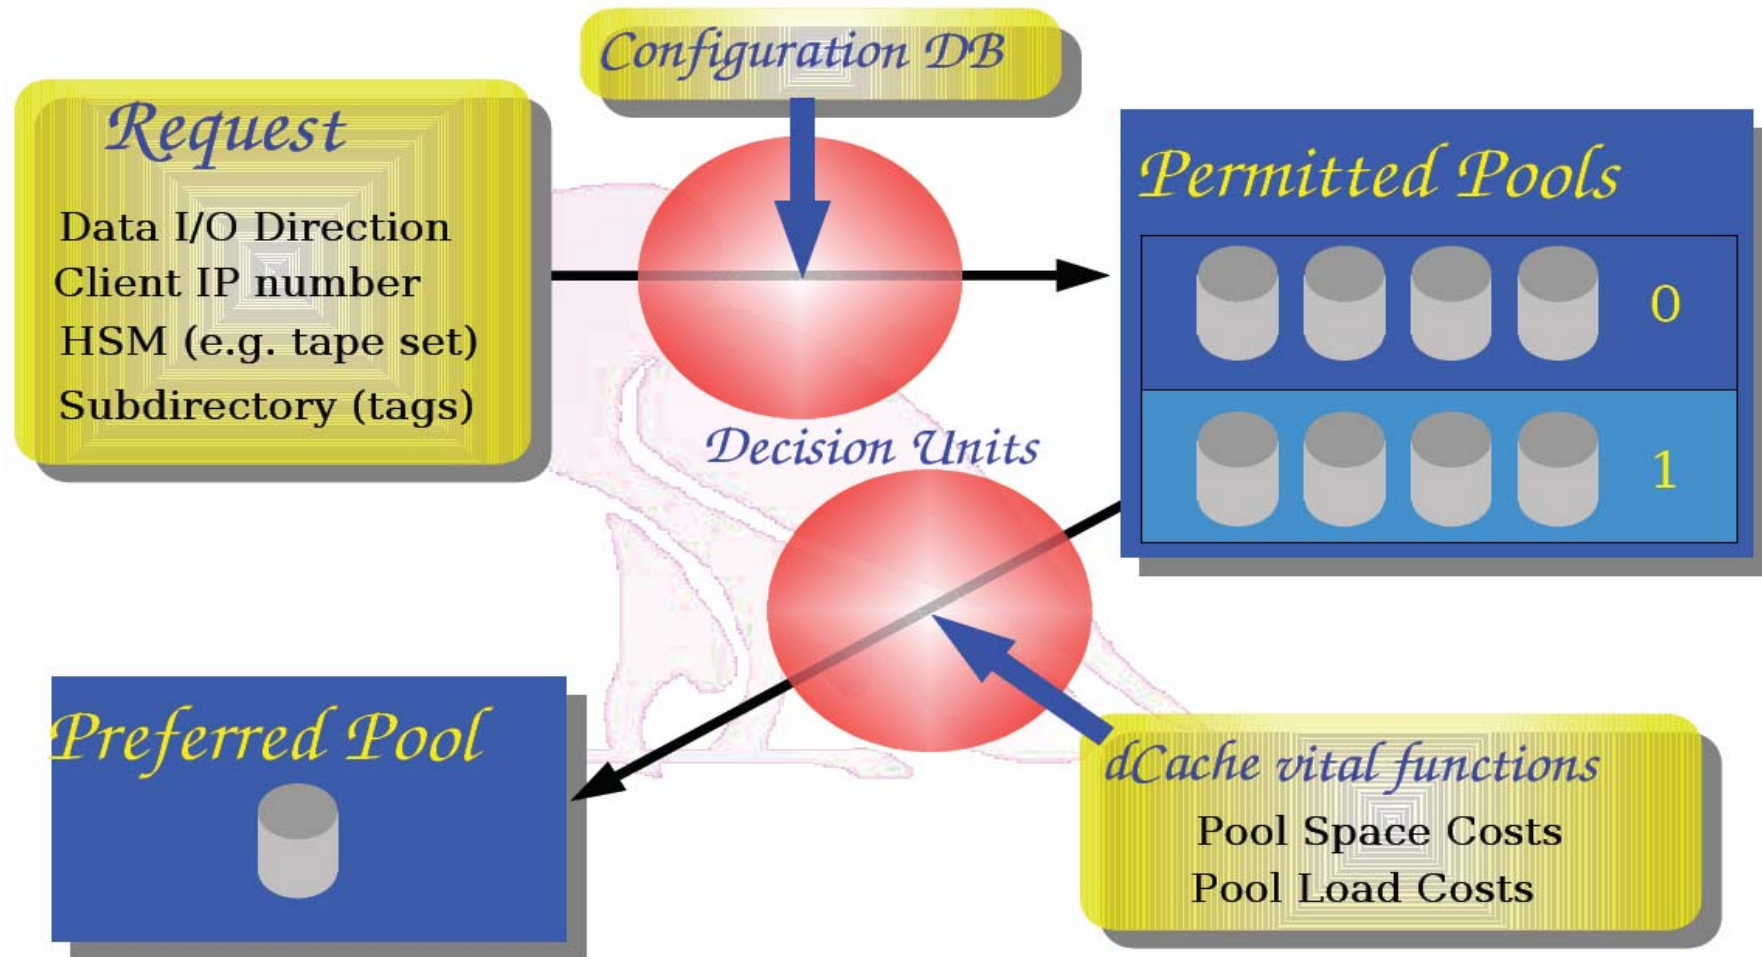 Configuration DB
Request
Data I/O Direction
Client IP number
HSM (e.g. tape set)
Subdirectory (tags)
Permitted Pools
0
1
Decision Units
Preferred Pool
dCache vital functions
Pool Space Costs
Pool Load Costs